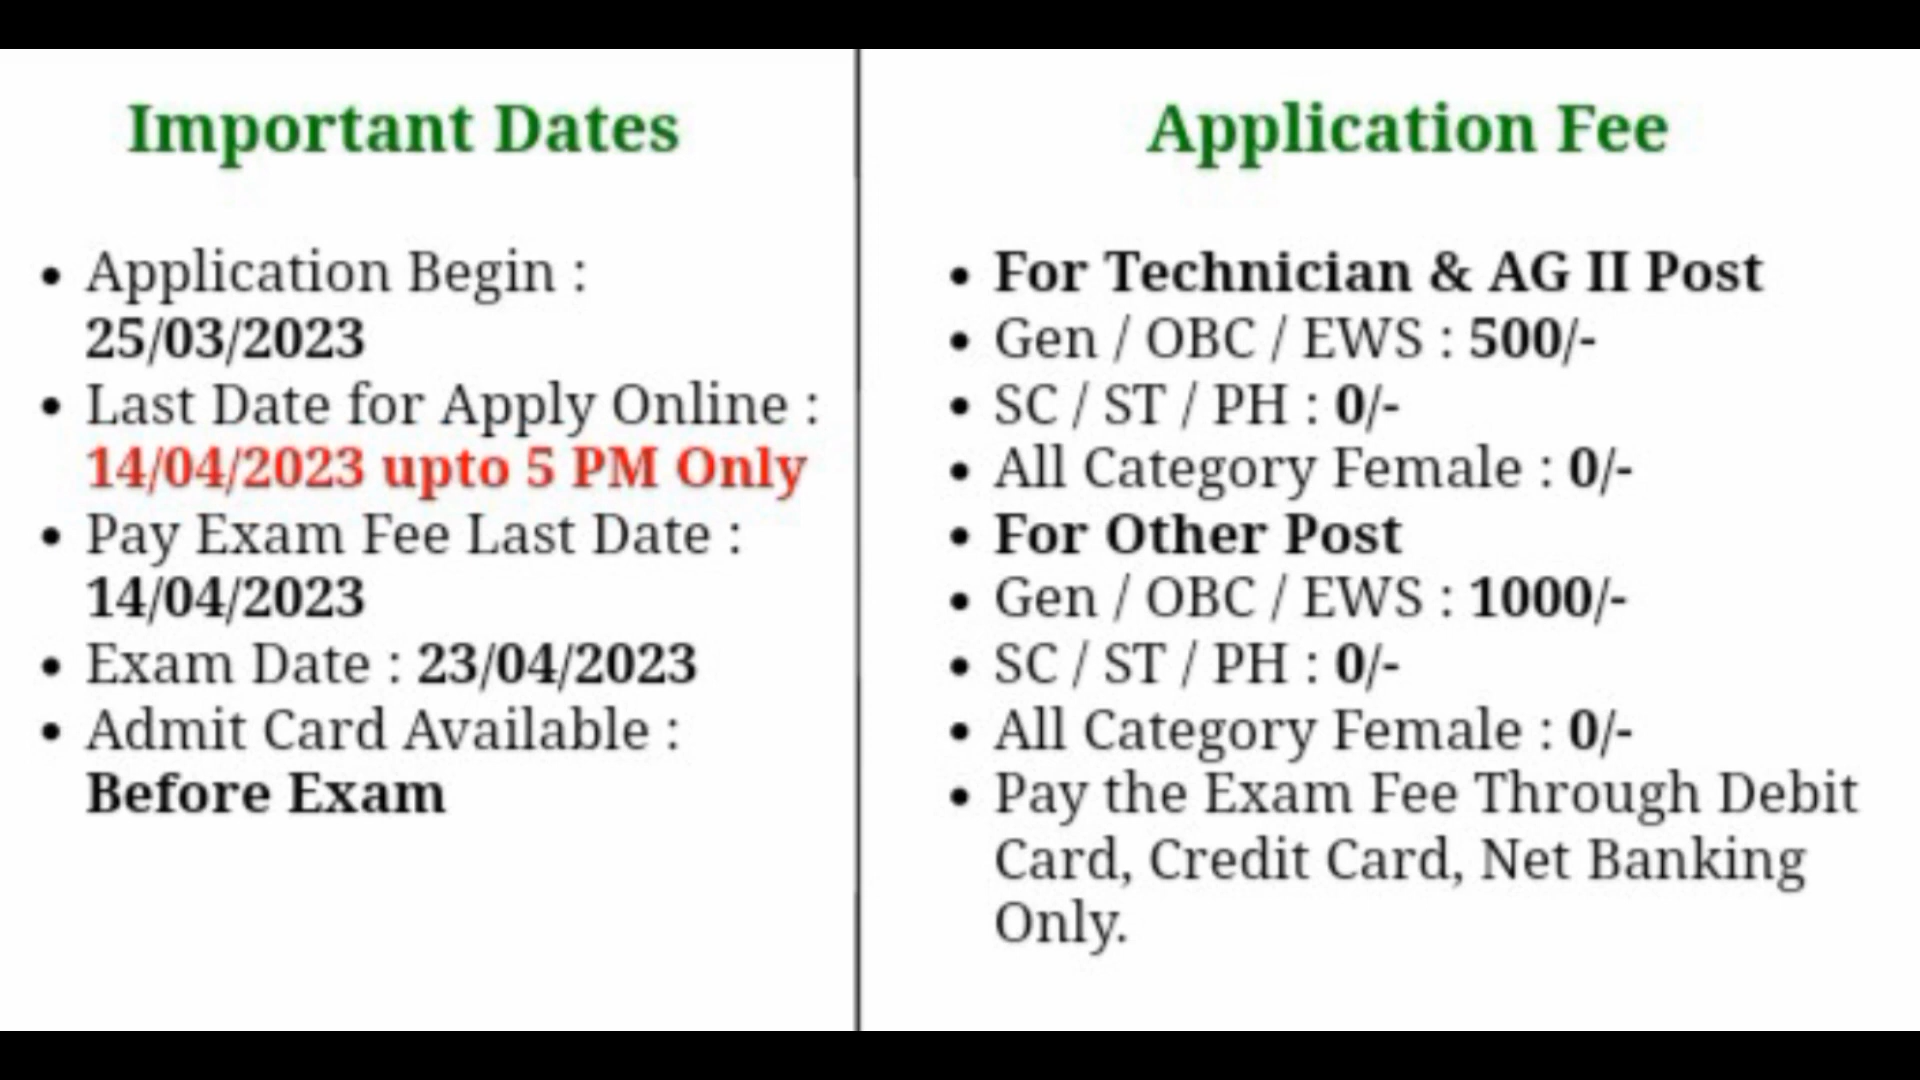 Important Dates
Application Begin :
25/03/2023
Last Date for Apply Online :
14/04/2023 upto 5 PM Only
Pay Exam Fee Last Date :
14/04/2023
Exam Date : 23/04/2023
Admit Card Available :
Before Exam
Application Fee
For Technician & AG II Post
Gen / OBC / EWS : 500/-
SC / ST / PH : 0/-
All Category Female : 0/-
For Other Post
Gen / OBC / EWS : 1000/-
SC / ST / PH : 0/-
All Category Female : 0/-
Pay the Exam Fee Through Debit
Card, Credit Card, Net Banking
Only.